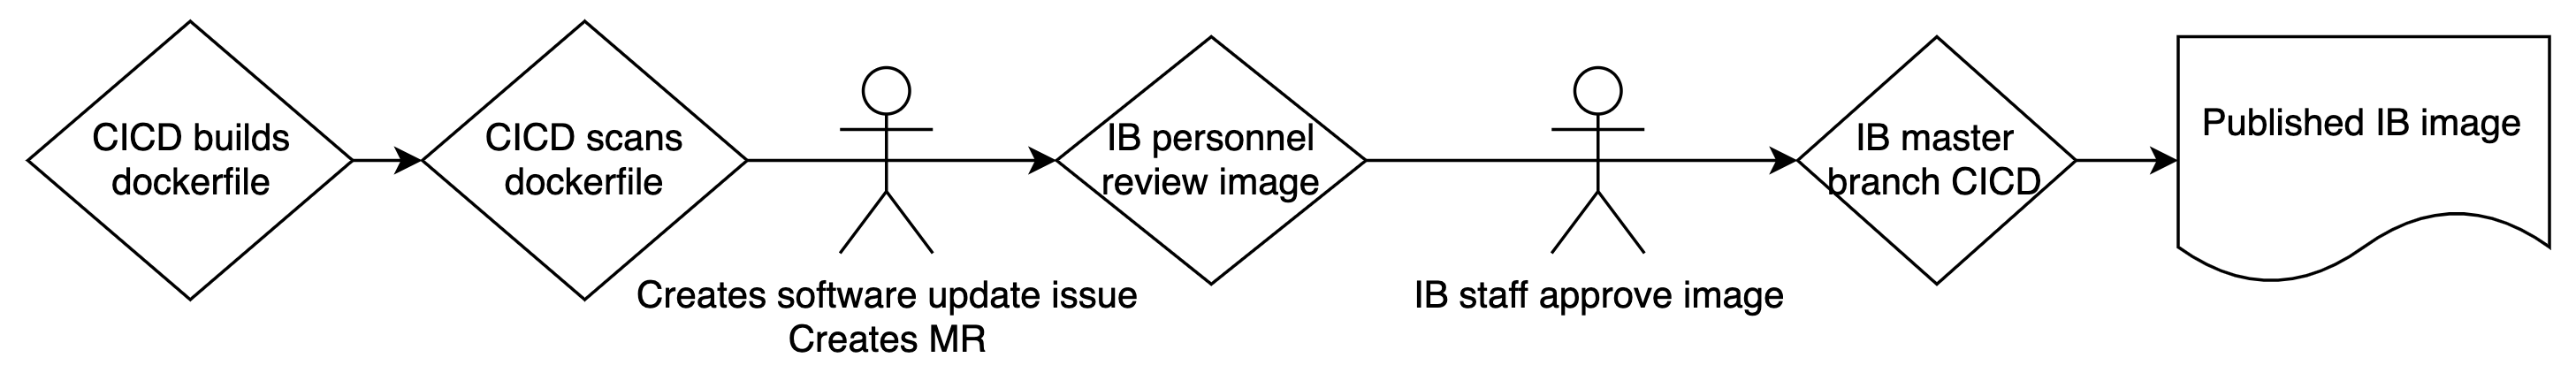 CICD builds
dockerfile
CICD scans
dockerfile
Creates software update issue
Creates MR
IB personnel
review image
IB staff approve image
IB master
branch CICD
Published IB image